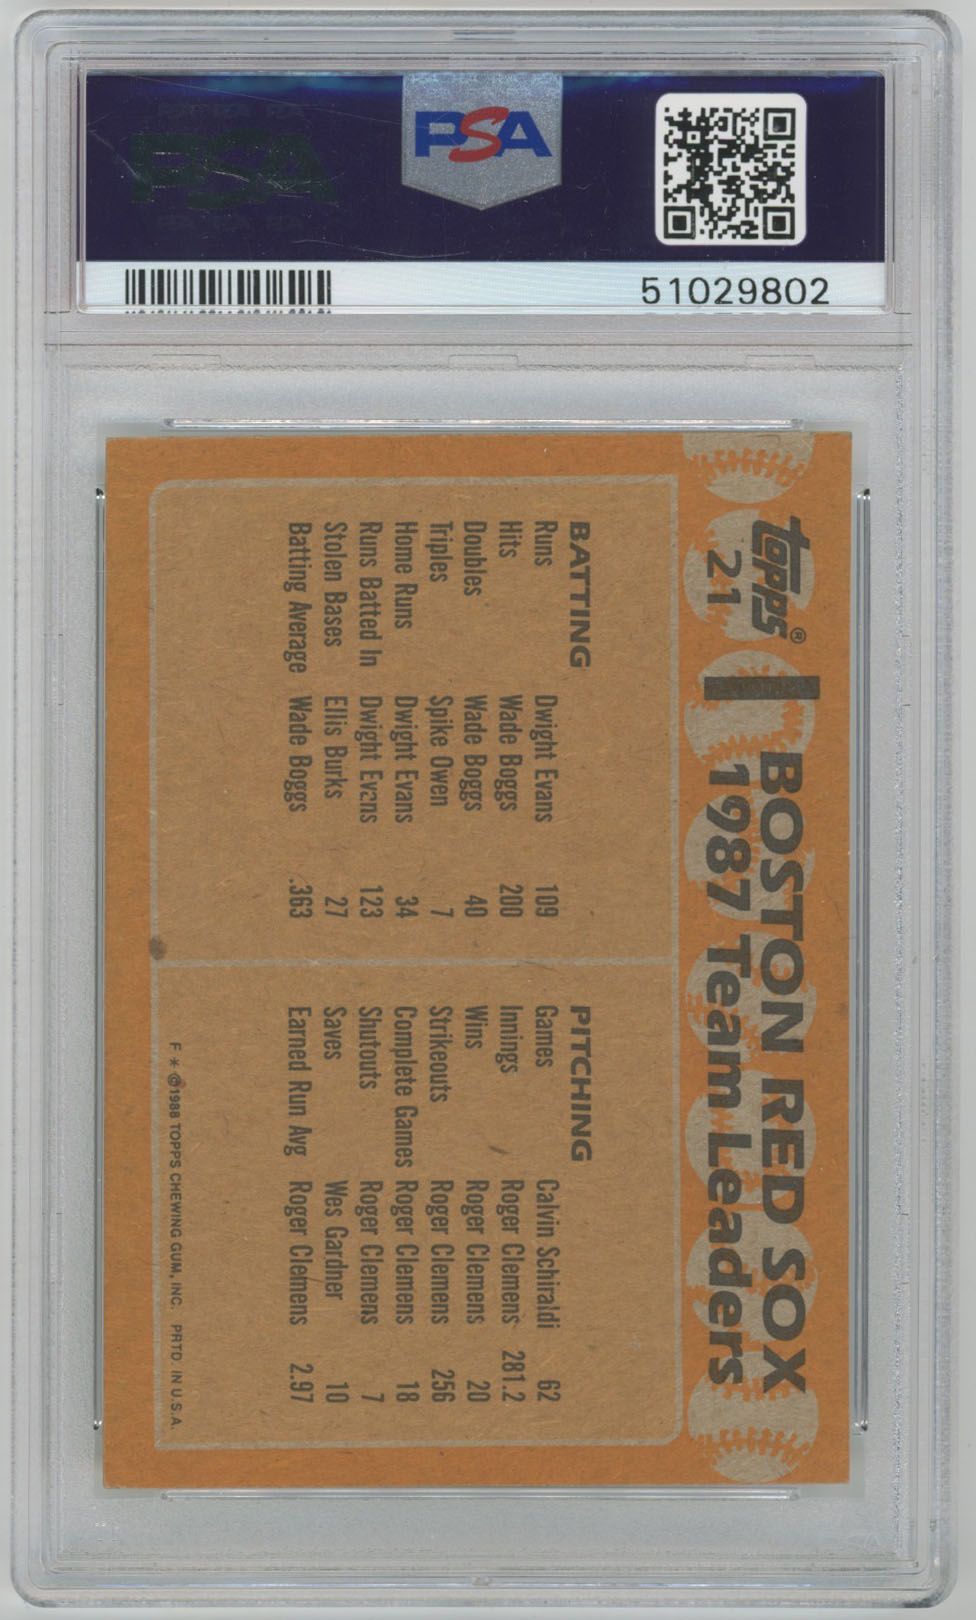 PSA
PSA
51029802
topps®
21
BOSTON RED SOX
1987 Team Leaders
BATTING
Runs Dwight Evans 109
Hits Wade Boggs 200
Doubles Wade Boggs 40
Triples Spike Owen 7
Home Runs Dwight Evans 34
Runs Batted In Dwight Evans 123
Stolen Bases Ellis Burks 27
Batting Average Wade Boggs .363
PITCHING
Games Calvin Schiraldi 62
Innings Roger Clemens 281.2
Wins Roger Clemens 20
Strikeouts Roger Clemens 256
Complete Games Roger Clemens 18
Shutouts Roger Clemens 7
Saves Wes Gardner 10
Earned Run Avg Roger Clemens 2.97
F * ©1988 TOPPS CHEWING GUM, INC. PRTD. IN U.S.A.